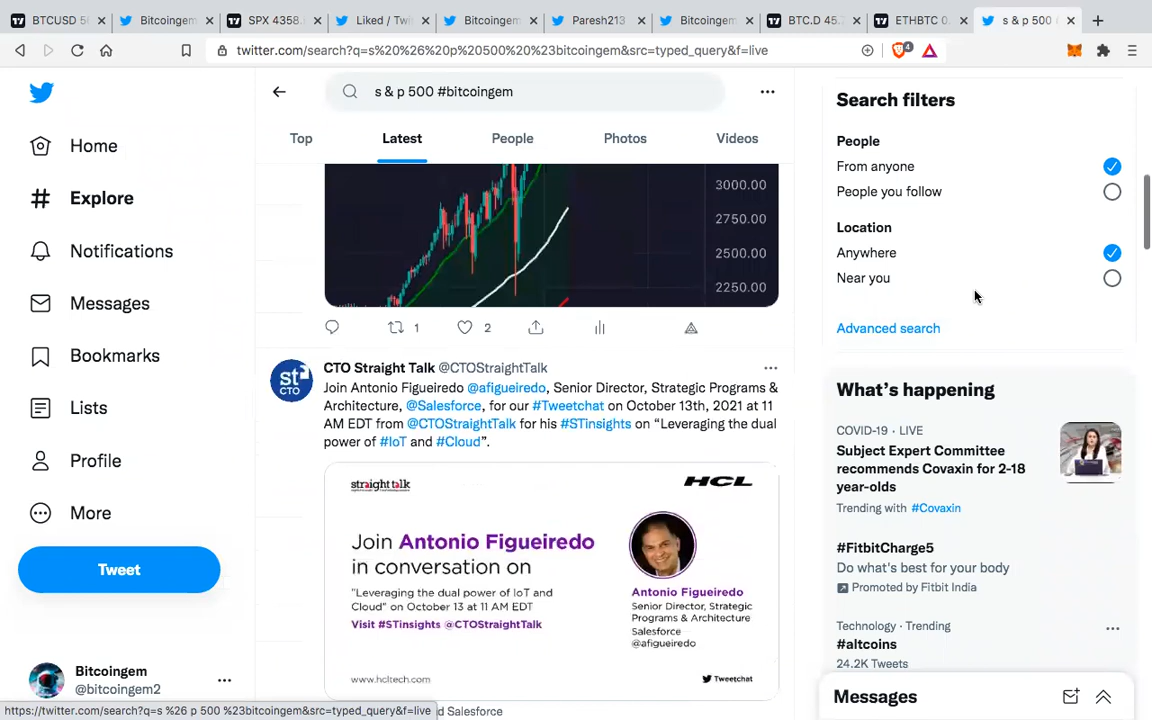 BTCUSD 5
Bitcoingem
SPX 4358.
Liked / Twi
Bitcoingem
Paresh213
Bitcoingem
BTC.D 45.7
ETHBTC 0.
s & p 500
twitter.com/search?q=s%20%26%20p%20500%20%23bitcoingem&src=typed_query&f=live
4
s & p 500 #bitcoingem
Top
Latest
People
Photos
Videos
Home
Explore
Notifications
Messages
Bookmarks
Lists
Profile
More
Tweet
Bitcoingem
@bitcoingem2
3000.00
2750.00
2500.00
2250.00
1
2
CTO Straight Talk @CTOStraightTalk
Join Antonio Figueiredo @afigueiredo, Senior Director, Strategic Programs &
Architecture, @Salesforce, for our #Tweetchat on October 13th, 2021 at 11
AM EDT from @CTOStraightTalk for his #STinsights on “Leveraging the dual
power of #IoT and #Cloud”.
st
CTO
straight talk
HCL
Join Antonio Figueiredo
in conversation on
"Leveraging the dual power of IoT and
Cloud" on October 13 at 11 AM EDT
Visit #STinsights @CTOStraightTalk
Antonio Figueiredo
Senior Director, Strategic
Programs & Architecture
Salesforce
@afigueiredo
www.hcltech.com
Tweetchat
d Salesforce
Search filters
People
From anyone
People you follow
Location
Anywhere
Near you
Advanced search
What’s happening
COVID-19 · LIVE
Subject Expert Committee
recommends Covaxin for 2-18
year-olds
Trending with #Covaxin
#FitbitCharge5
Do what's best for your body
Promoted by Fitbit India
Technology · Trending
#altcoins
24.2K Tweets
Messages
https://twitter.com/search?q=s %26 p 500 %23bitcoingem&src=typed_query&f=live